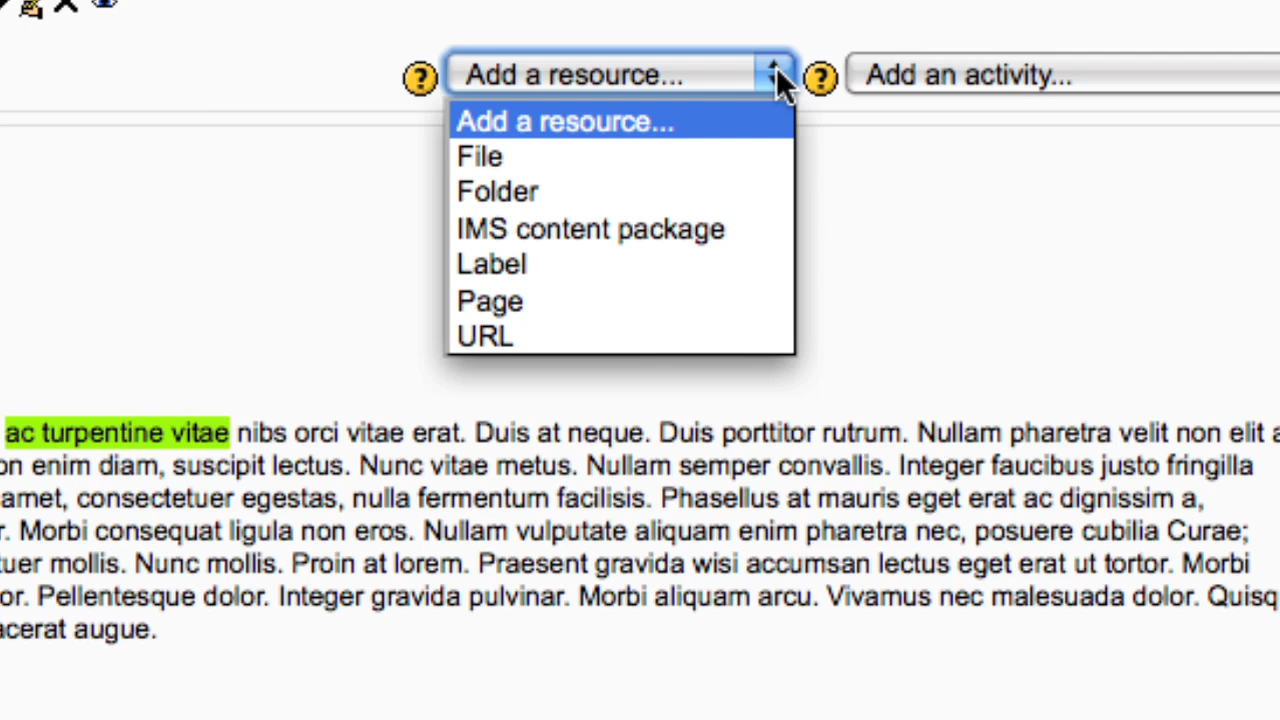 ? Add a resource... ? Add an activity...
Add a resource...
File
Folder
IMS content package
Label
Page
URL
ac turpentine vitae nibs orci vitae erat. Duis at neque. Duis porttitor rutrum. Nullam pharetra velit non elit
enim diam, suscipit lectus. Nunc vitae metus. Nullam semper convallis. Integer faucibus justo fringilla
amet, consectetuer egestas, nulla fermentum facilisis. Phasellus at mauris eget erat ac dignissim a,
Morbi consequat ligula non eros. Nullam vulputate aliquam enim pharetra nec, posuere cubilia Curae;
mollis. Nunc mollis. Proin at lorem. Praesent gravida wisi accumsan lectus eget erat ut tortor. Morbi
Pellentesque dolor. Integer gravida pulvinar. Morbi aliquam arcu. Vivamus nec malesuada dolor.
augue.